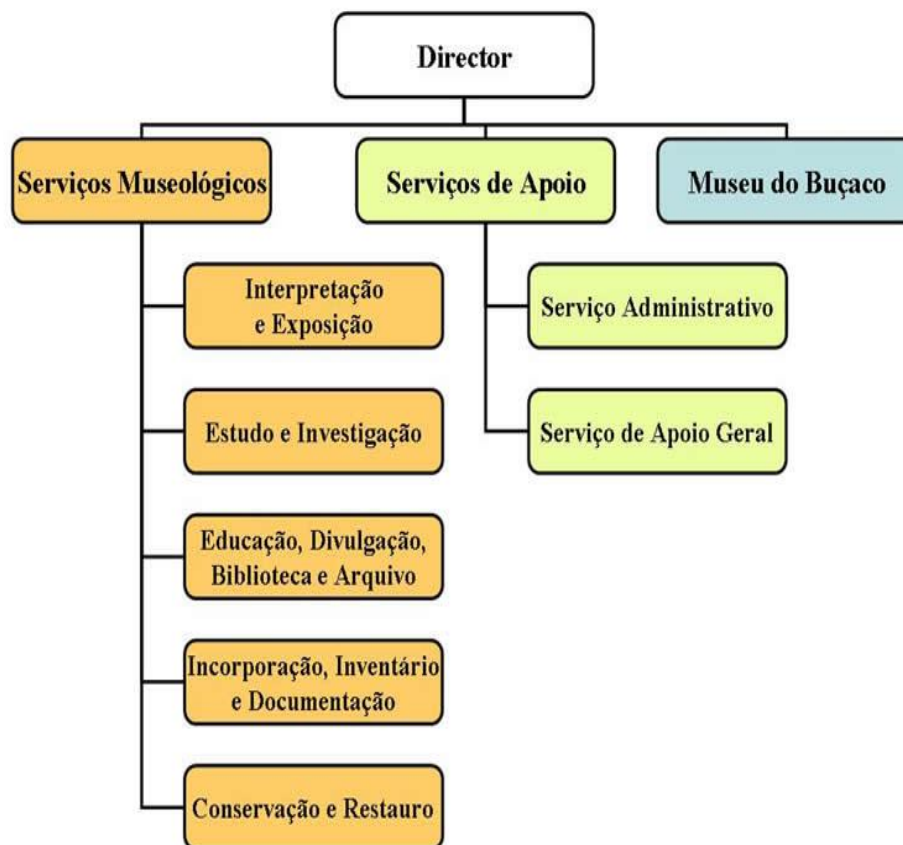 Director
Serviços Museológicos
Serviços de Apoio
Museu do Buçaco
Interpretação
e Exposição
Estudo e Investigação
Educação, Divulgação,
Biblioteca e Arquivo
Incorporação, Inventário
e Documentação
Conservação e Restauro
Serviço Administrativo
Serviço de Apoio Geral